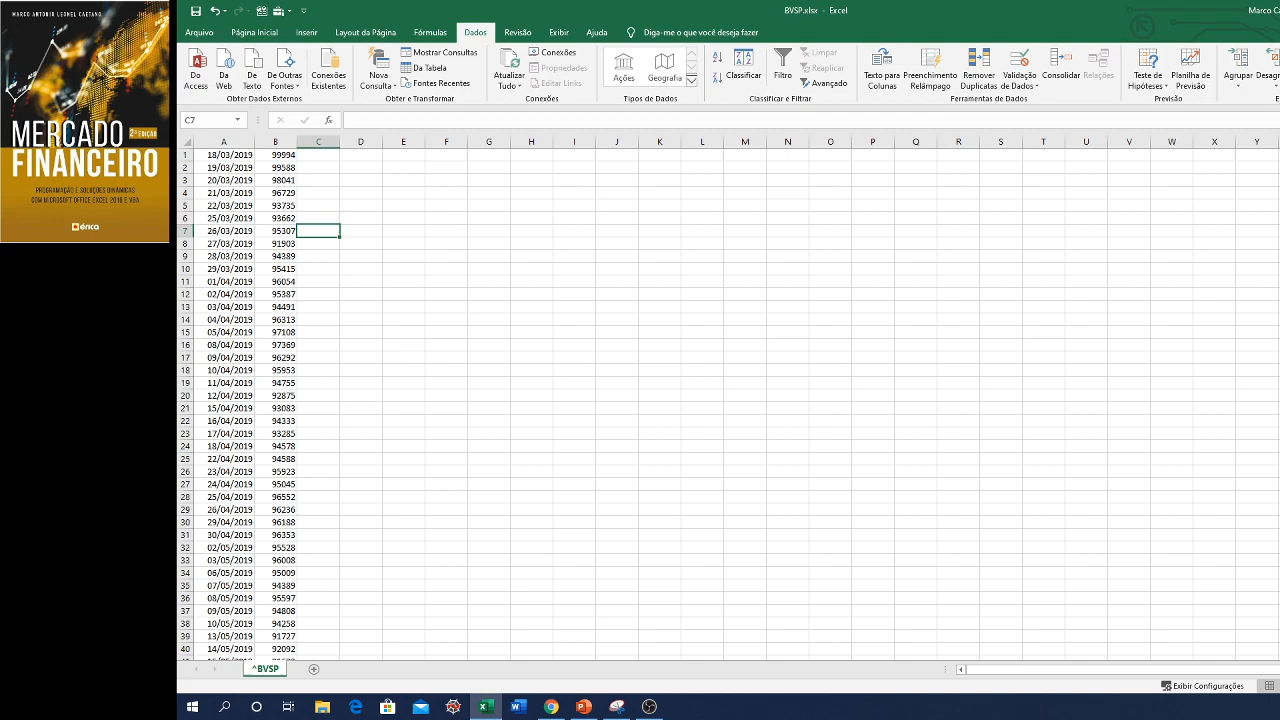 MARCO ANTONIO LEONEL CAETANO
MERCADO 2ª EDIÇÃO
FINANCEIRO
PROGRAMAÇÃO E SOLUÇÕES DINÂMICAS
COM MICROSOFT OFFICE EXCEL 2016 E VBA
érica
BVSP.xlsx - Excel
Marco Ca
Arquivo Página Inicial Inserir Layout da Página Fórmulas Dados Revisão Exibir Ajuda Diga-me o que você deseja fazer
Do Access
Da Web
De Texto
De Outras Fontes
Conexões Existentes
Obter Dados Externos
Nova Consulta
Mostrar Consultas
Da Tabela
Fontes Recentes
Obter e Transformar
Atualizar Tudo
Conexões
Propriedades
Editar Links
Conexões
Ações
Geografia
Tipos de Dados
Classificar
Filtro
Limpar
Reaplicar
Avançado
Classificar e Filtrar
Texto para Colunas
Preenchimento Relâmpago
Remover Duplicatas
Validação de Dados
Consolidar
Relações
Ferramentas de Dados
Teste de Hipóteses
Planilha de Previsão
Previsão
Agrupar
Desag
C7 fx
A B C D E F G H I J K L M N O P Q R S T U V W X Y
1 18/03/2019 99994
2 19/03/2019 99588
3 20/03/2019 98041
4 21/03/2019 96729
5 22/03/2019 93735
6 25/03/2019 93662
7 26/03/2019 95307
8 27/03/2019 91903
9 28/03/2019 94389
10 29/03/2019 95415
11 01/04/2019 96054
12 02/04/2019 95387
13 03/04/2019 94491
14 04/04/2019 96313
15 05/04/2019 97108
16 08/04/2019 97369
17 09/04/2019 96292
18 10/04/2019 95953
19 11/04/2019 94755
20 12/04/2019 92875
21 15/04/2019 93083
22 16/04/2019 94333
23 17/04/2019 93285
24 18/04/2019 94578
25 22/04/2019 94588
26 23/04/2019 95923
27 24/04/2019 95045
28 25/04/2019 96552
29 26/04/2019 96236
30 29/04/2019 96188
31 30/04/2019 96353
32 02/05/2019 95528
33 03/05/2019 96008
34 06/05/2019 95009
35 07/05/2019 94389
36 08/05/2019 95597
37 09/05/2019 94808
38 10/05/2019 94258
39 13/05/2019 91727
40 14/05/2019 92092
^BVSP
Exibir Configurações